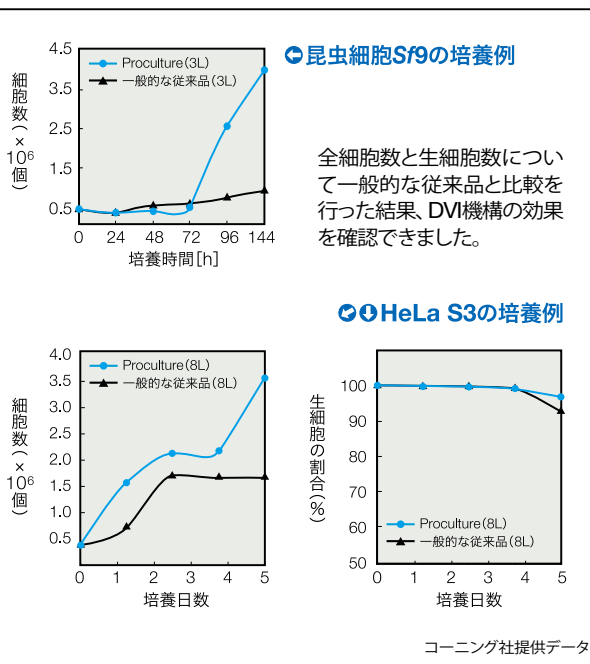 昆虫細胞Sf9の培養例
細胞数（×10⁶個）
4.5
3.5
2.5
1.5
0.5
Proculture（3L）
一般的な従来品（3L）
0 24 48 72 96 144
培養時間[h]
全細胞数と生細胞数につい
て一般的な従来品と比較を
行った結果、DVI機構の効果
を確認できました。
HeLa S3の培養例
細胞数（×10⁶個）
4.0
3.5
3.0
2.5
2.0
1.5
1.0
0.5
Proculture（8L）
一般的な従来品（8L）
0 1 2 3 4 5
培養日数
生細胞の割合（%）
100
90
80
70
60
50
Proculture（8L）
一般的な従来品（8L）
0 1 2 3 4 5
培養日数
コーニング社提供データ